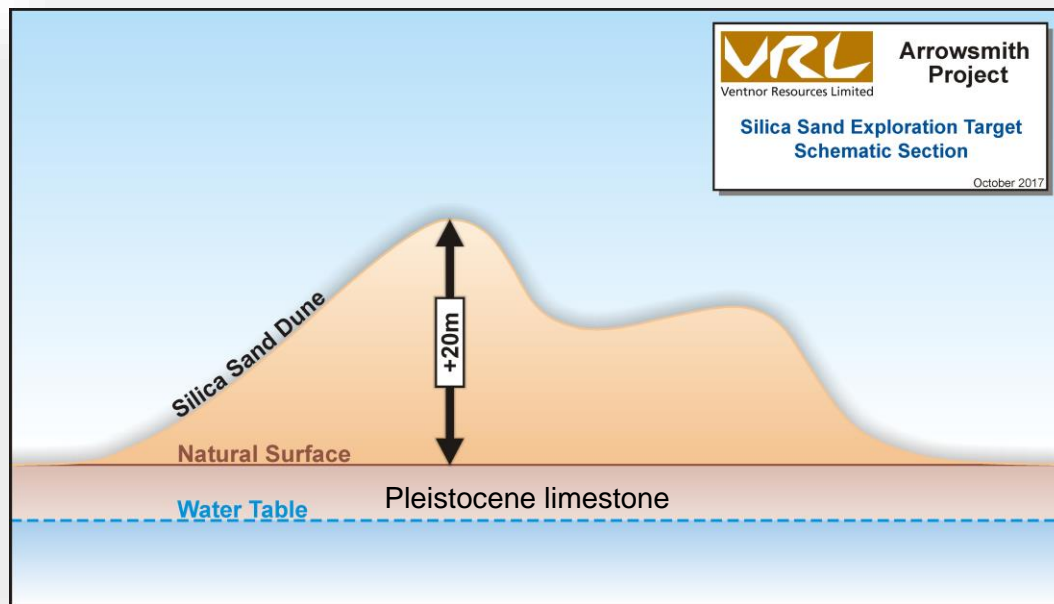 VRL
Ventnor Resources Limited
Arrowsmith
Project
Silica Sand Exploration Target
Schematic Section
October 2017
Silica Sand Dune
+20m
Natural Surface
Pleistocene limestone
Water Table